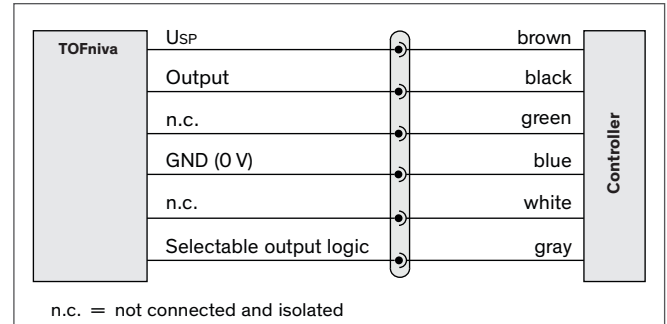 TOFniva USP brown
Output black
n.c. green
GND (0 V) blue
n.c. white
Selectable output logic gray
Controller
n.c. = not connected and isolated